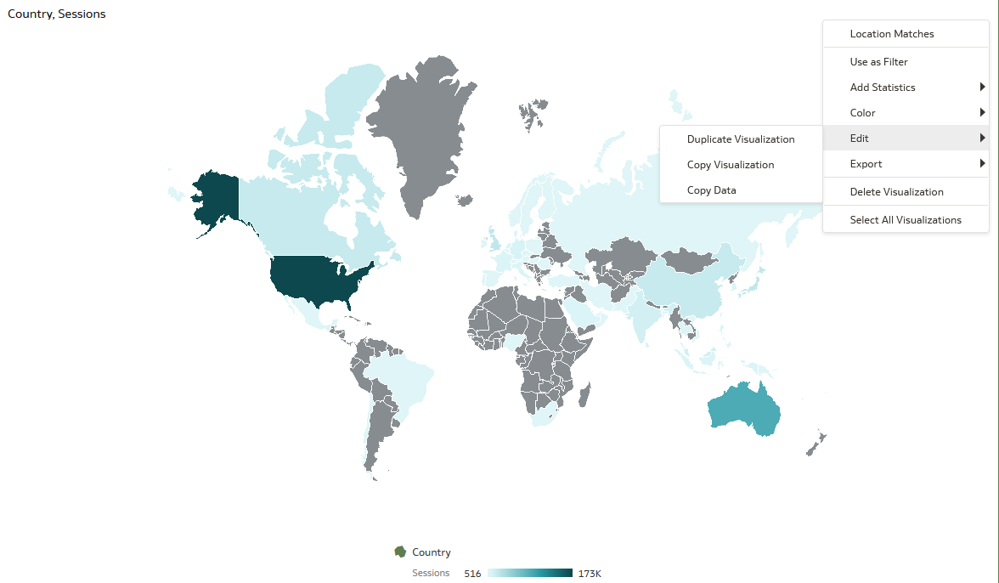 Country, Sessions
Location Matches
Use as Filter
Add Statistics
Color
Edit
Export
Delete Visualization
Select All Visualizations
Duplicate Visualization
Copy Visualization
Copy Data
Country
Sessions 516 173K